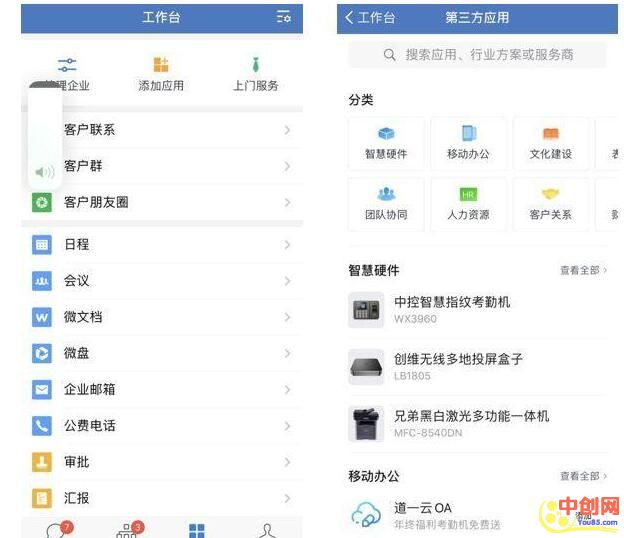 工作台
理企业
添加应用
上门服务
客户联系
客户群
客户朋友圈
日程
会议
W 微文档
微盘
企业邮箱
公费电话
审批
汇报
7
3
工作台
第三方应用
搜索应用、行业方案或服务商
分类
智慧硬件
移动办公
文化建设
团队协同
HR
人力资源
客户关系
智慧硬件
查看全部
中控智慧指纹考勤机
WX3960
创维无线多地投屏盒子
LB1805
兄弟黑白激光多功能一体机
MFC-8540DN
移动办公
查看全部
道一云OA
年终福利考勤机免费送
添加
中创网
You85.com